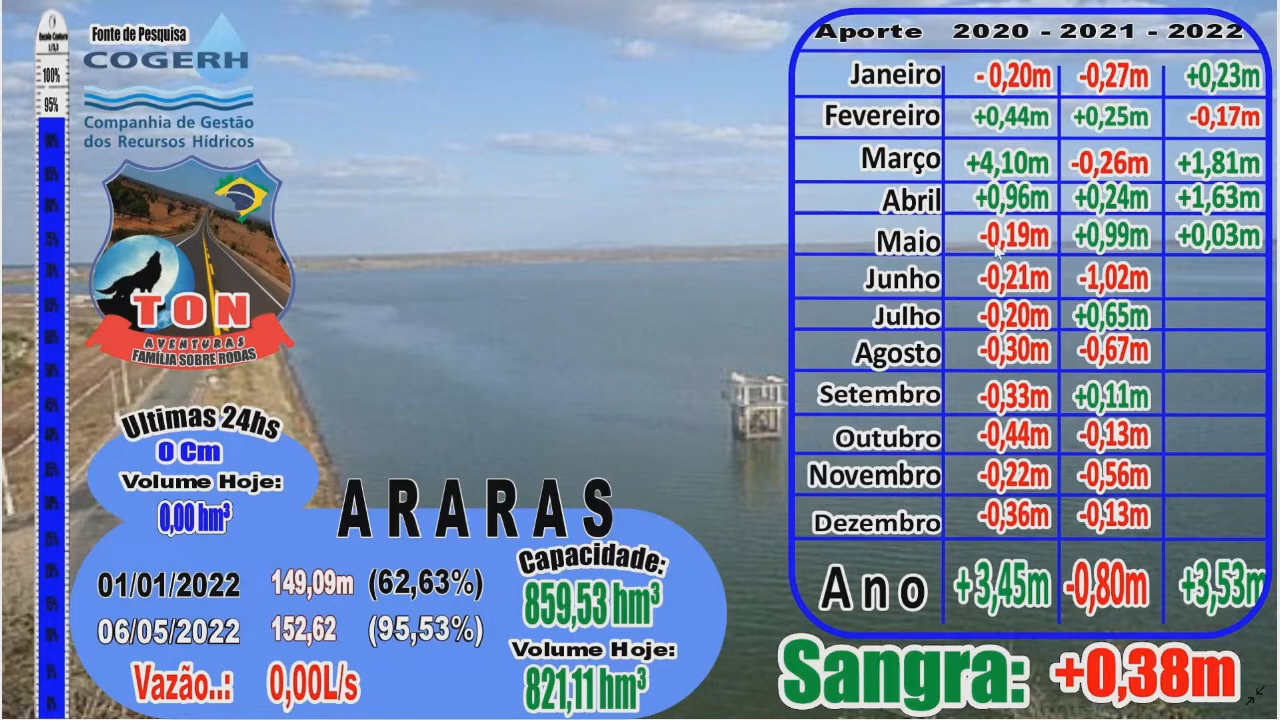 Fonte de Pesquisa
COGERH
Companhia de Gestão
dos Recursos Hídricos
100%
95%
TON
AVENTURAS
FAMÍLIA SOBRE RODAS
Ultimas 24hs
0 Cm
Volume Hoje:
0,00 hm³
ARARAS
01/01/2022 149,09m (62,63%)
06/05/2022 152,62 (95,53%)
Vazão..: 0,00L/s
Capacidade:
859,53 hm³
Volume Hoje:
821,11 hm³
Aporte 2020 - 2021 - 2022
Janeiro -0,20m -0,27m +0,23m
Fevereiro +0,44m +0,25m -0,17m
Março +4,10m -0,26m +1,81m
Abril +0,96m +0,24m +1,63m
Maio -0,19m +0,99m +0,03m
Junho -0,21m -1,02m
Julho -0,20m +0,65m
Agosto -0,30m -0,67m
Setembro -0,33m +0,11m
Outubro -0,44m -0,13m
Novembro -0,22m -0,56m
Dezembro -0,36m -0,13m
Ano +3,45m -0,80m +3,53m
Sangra: +0,38m